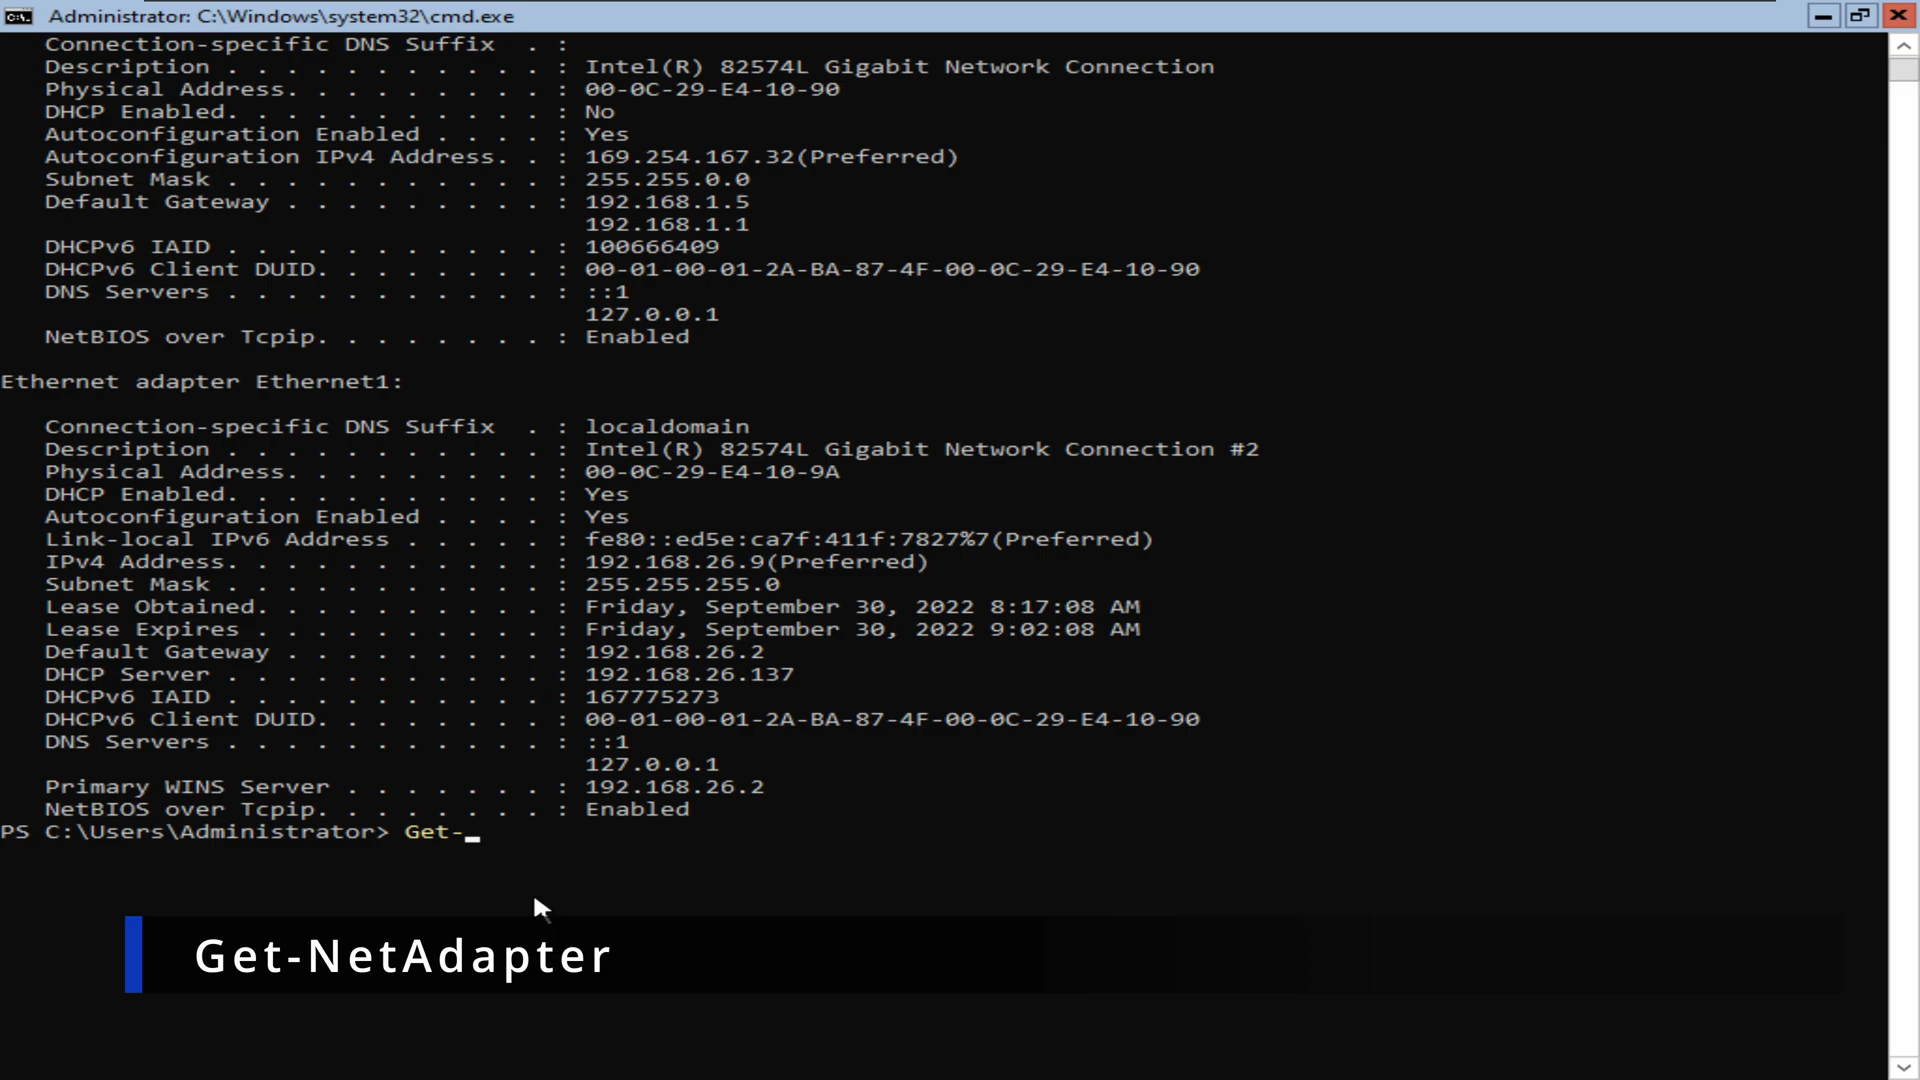 Administrator: C:\Windows\system32\cmd.exe
Connection-specific DNS Suffix  . :
Description . . . . . . . . . . . : Intel(R) 82574L Gigabit Network Connection
Physical Address. . . . . . . . . : 00-0C-29-E4-10-90
DHCP Enabled. . . . . . . . . . . : No
Autoconfiguration Enabled . . . . : Yes
Autoconfiguration IPv4 Address. . : 169.254.167.32(Preferred)
Subnet Mask . . . . . . . . . . . : 255.255.0.0
Default Gateway . . . . . . . . . : 192.168.1.5
192.168.1.1
DHCPv6 IAID . . . . . . . . . . . : 100666409
DHCPv6 Client DUID. . . . . . . . : 00-01-00-01-2A-BA-87-4F-00-0C-29-E4-10-90
DNS Servers . . . . . . . . . . . : ::1
127.0.0.1
NetBIOS over Tcpip. . . . . . . . : Enabled
Ethernet adapter Ethernet1:
Connection-specific DNS Suffix  . : localdomain
Description . . . . . . . . . . . : Intel(R) 82574L Gigabit Network Connection #2
Physical Address. . . . . . . . . : 00-0C-29-E4-10-9A
DHCP Enabled. . . . . . . . . . . : Yes
Autoconfiguration Enabled . . . . : Yes
Link-local IPv6 Address . . . . . : fe80::ed5e:ca7f:411f:7827%7(Preferred)
IPv4 Address. . . . . . . . . . . : 192.168.26.9(Preferred)
Subnet Mask . . . . . . . . . . . : 255.255.255.0
Lease Obtained. . . . . . . . . . : Friday, September 30, 2022 8:17:08 AM
Lease Expires . . . . . . . . . . : Friday, September 30, 2022 9:02:08 AM
Default Gateway . . . . . . . . . : 192.168.26.2
DHCP Server . . . . . . . . . . . : 192.168.26.137
DHCPv6 IAID . . . . . . . . . . . : 167775273
DHCPv6 Client DUID. . . . . . . . : 00-01-00-01-2A-BA-87-4F-00-0C-29-E4-10-90
DNS Servers . . . . . . . . . . . : ::1
127.0.0.1
Primary WINS Server . . . . . . . : 192.168.26.2
NetBIOS over Tcpip. . . . . . . . : Enabled
PS C:\Users\Administrator> Get-_
Get-NetAdapter